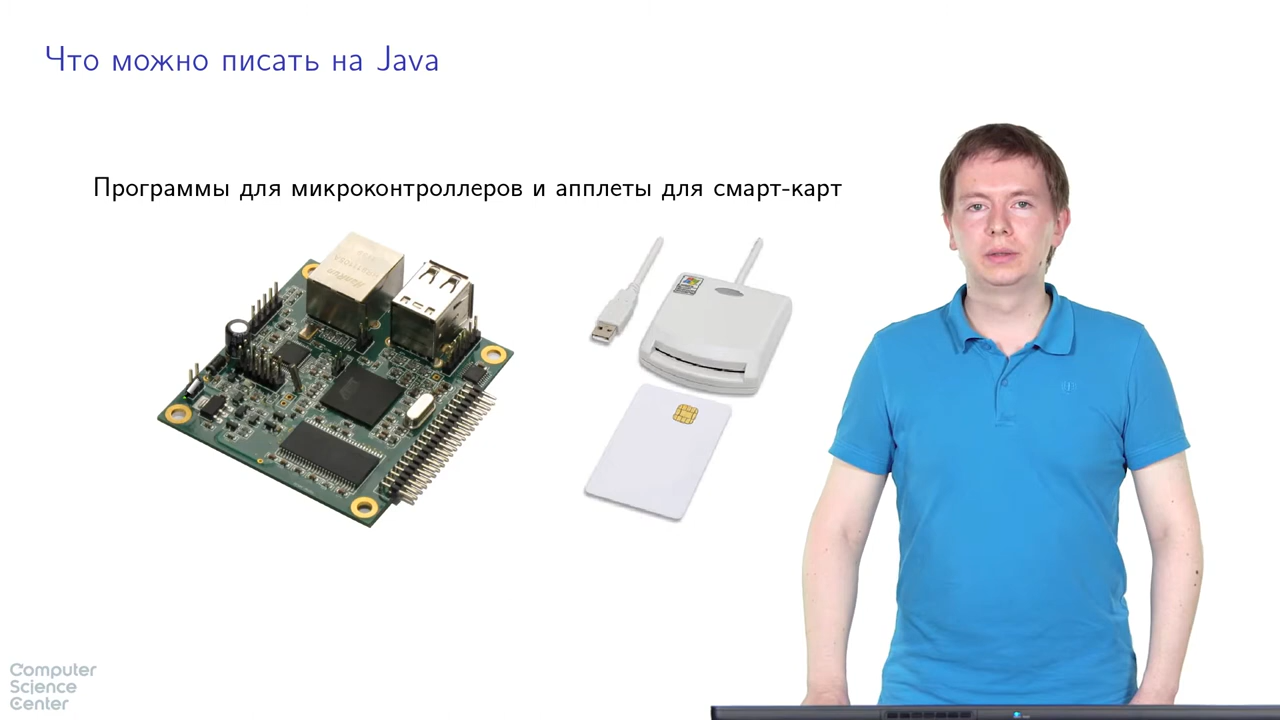 Что можно писать на Java
Программы для микроконтроллеров и апплеты для смарт-карт
Computer
Science
Center